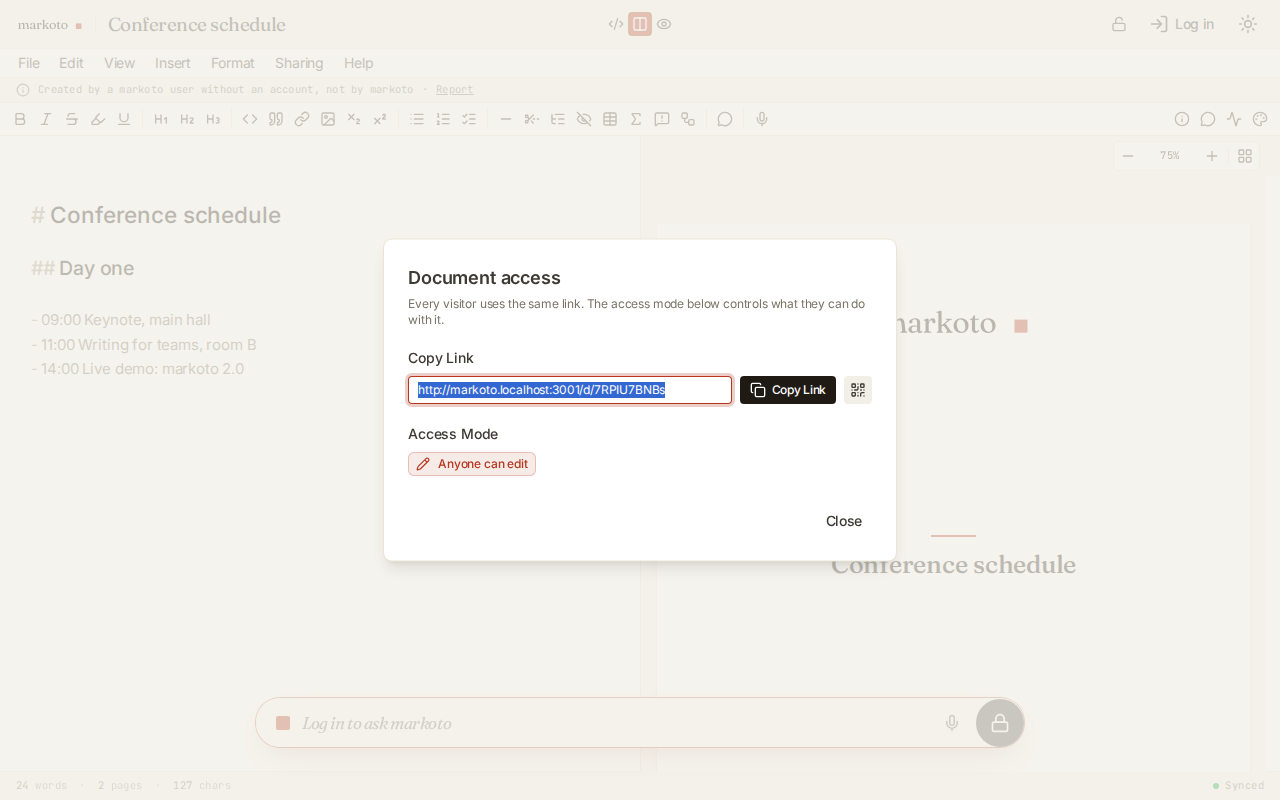 markoto
Conference schedule
Log in
File Edit View Insert Format Sharing Help
Created by a markoto user without an account, not by markoto · Report
H1 H2 H3
75%
# Conference schedule
## Day one
- 09:00 Keynote, main hall
- 11:00 Writing for teams, room B
- 14:00 Live demo: markoto 2.0
Document access
Every visitor uses the same link. The access mode below controls what they can do
with it.
Copy Link
http://markoto.localhost:3001/d/7RPIU7BNBs
Copy Link
Access Mode
Anyone can edit
Close
markoto
Conference schedule
Log in to ask markoto
24 words · 2 pages · 127 chars
Synced